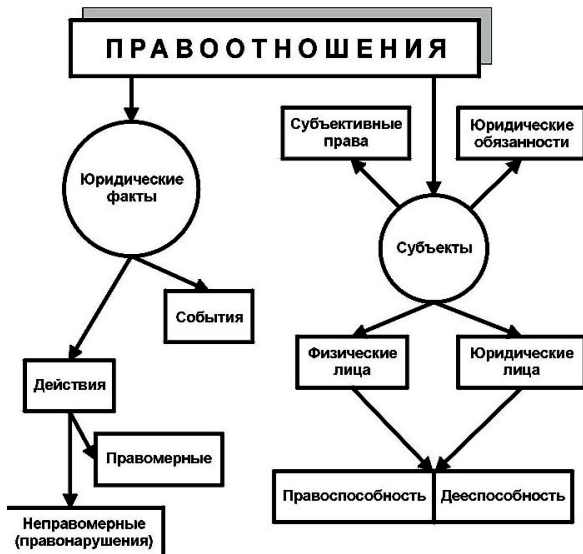 ПРАВООТНОШЕНИЯ
Юридические
факты
События
Действия
Правомерные
Неправомерные
(правонарушения)
Субъективные
права
Юридические
обязанности
Субъекты
Физические
лица
Юридические
лица
Правоспособность
Дееспособность